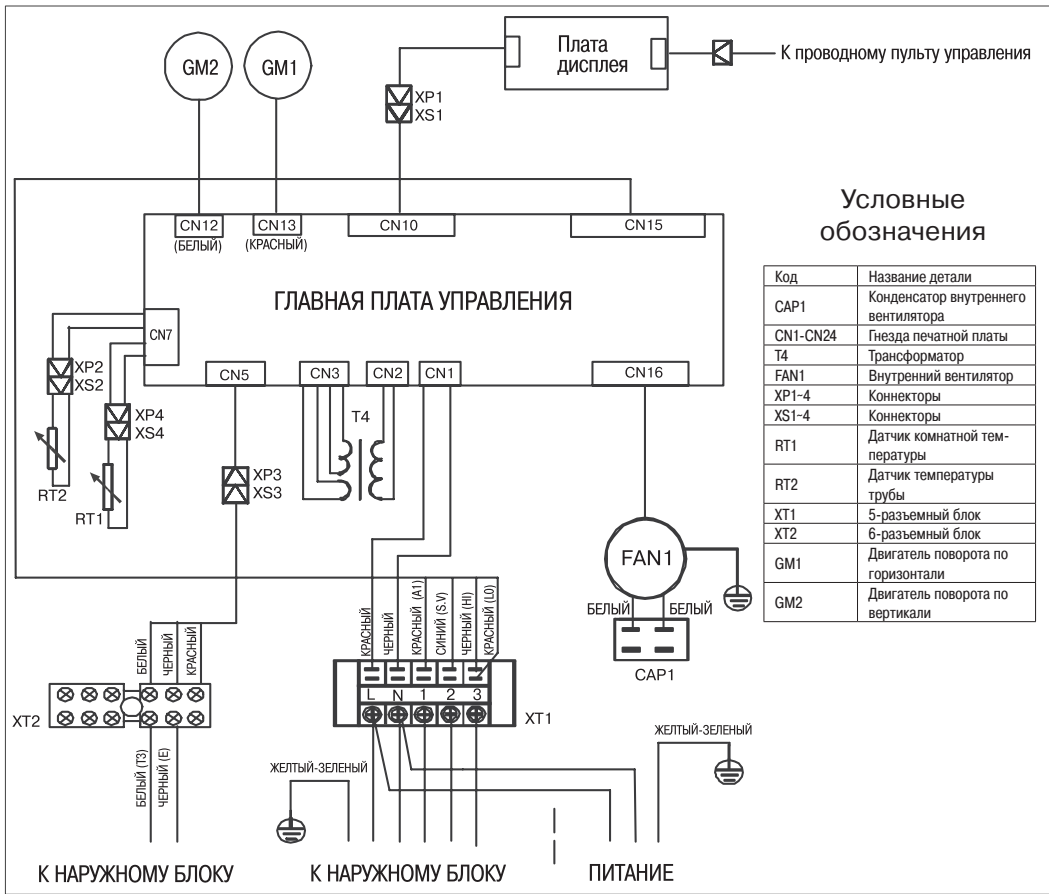 GM2
GM1
Плата
дисплея
К проводному пульту управления
XP1
XS1
CN12
(БЕЛЫЙ)
CN13
(КРАСНЫЙ)
CN10
CN15
ГЛАВНАЯ ПЛАТА УПРАВЛЕНИЯ
CN7
CN5
CN3
CN2
CN1
CN16
T4
XP2
XS2
XP4
XS4
RT2
RT1
XP3
XS3
FAN1
БЕЛЫЙ
БЕЛЫЙ
CAP1
КРАСНЫЙ
ЧЕРНЫЙ
КРАСНЫЙ (A1)
СИНИЙ (S.V)
ЧЕРНЫЙ (HI)
КРАСНЫЙ (L0)
L N 1 2 3
XT1
БЕЛЫЙ
ЧЕРНЫЙ
КРАСНЫЙ
XT2
БЕЛЫЙ (T3)
ЧЕРНЫЙ (E)
ЖЕЛТЫЙ-ЗЕЛЕНЫЙ
ЖЕЛТЫЙ-ЗЕЛЕНЫЙ
К НАРУЖНОМУ БЛОКУ
К НАРУЖНОМУ БЛОКУ
ПИТАНИЕ
Условные
обозначения
Код Название детали
CAP1 Конденсатор внутреннего
вентилятора
CN1-CN24 Гнезда печатной платы
T4 Трансформатор
FAN1 Внутренний вентилятор
XP1~4 Коннекторы
XS1~4 Коннекторы
RT1 Датчик комнатной тем-
пературы
RT2 Датчик температуры
трубы
XT1 5-разъемный блок
XT2 6-разъемный блок
GM1 Двигатель поворота по
горизонтали
GM2 Двигатель поворота по
вертикали